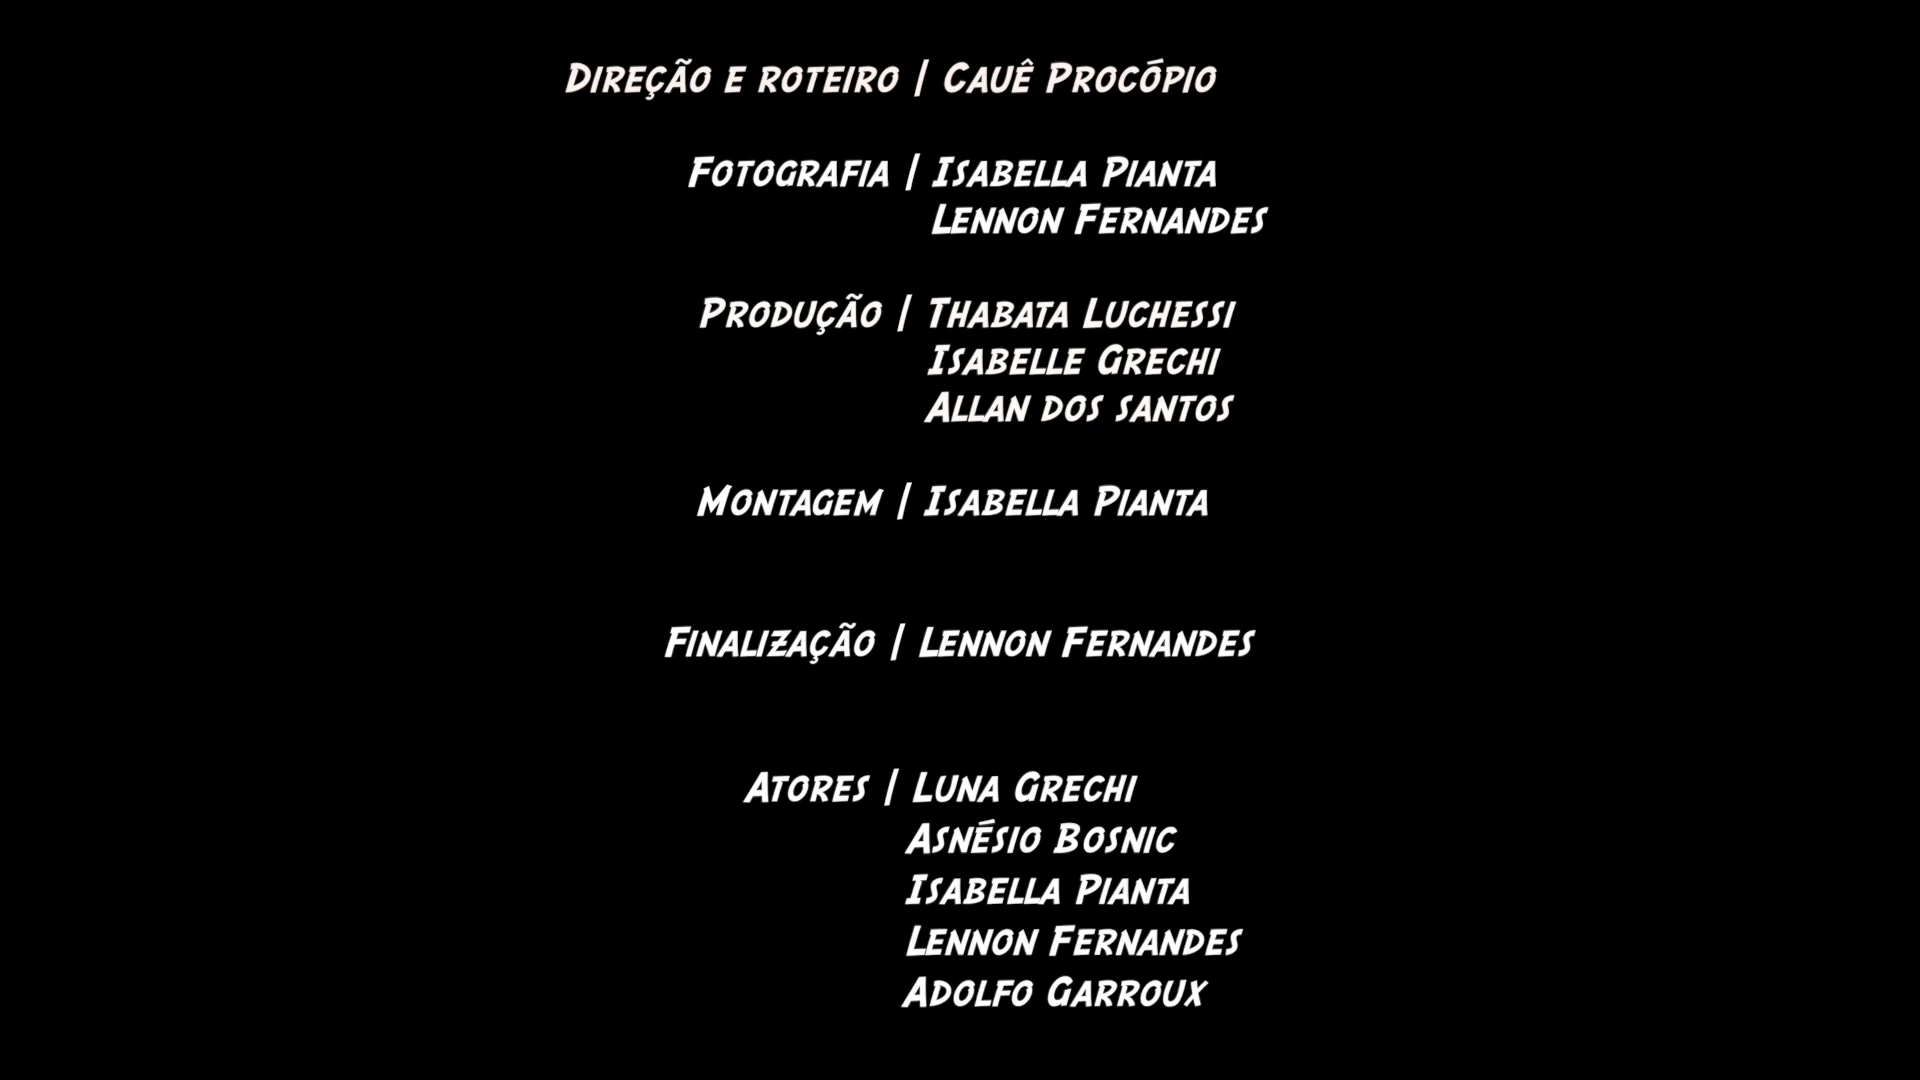 Direção e roteiro | Cauê Procópio
Fotografia | Isabella Pianta
Lennon Fernandes
Produção | Thabata Luchessi
Isabelle Grechi
Allan dos santos
Montagem | Isabella Pianta
Finalização | Lennon Fernandes
Atores | Luna Grechi
Asnésio Bosnic
Isabella Pianta
Lennon Fernandes
Adolfo Garroux